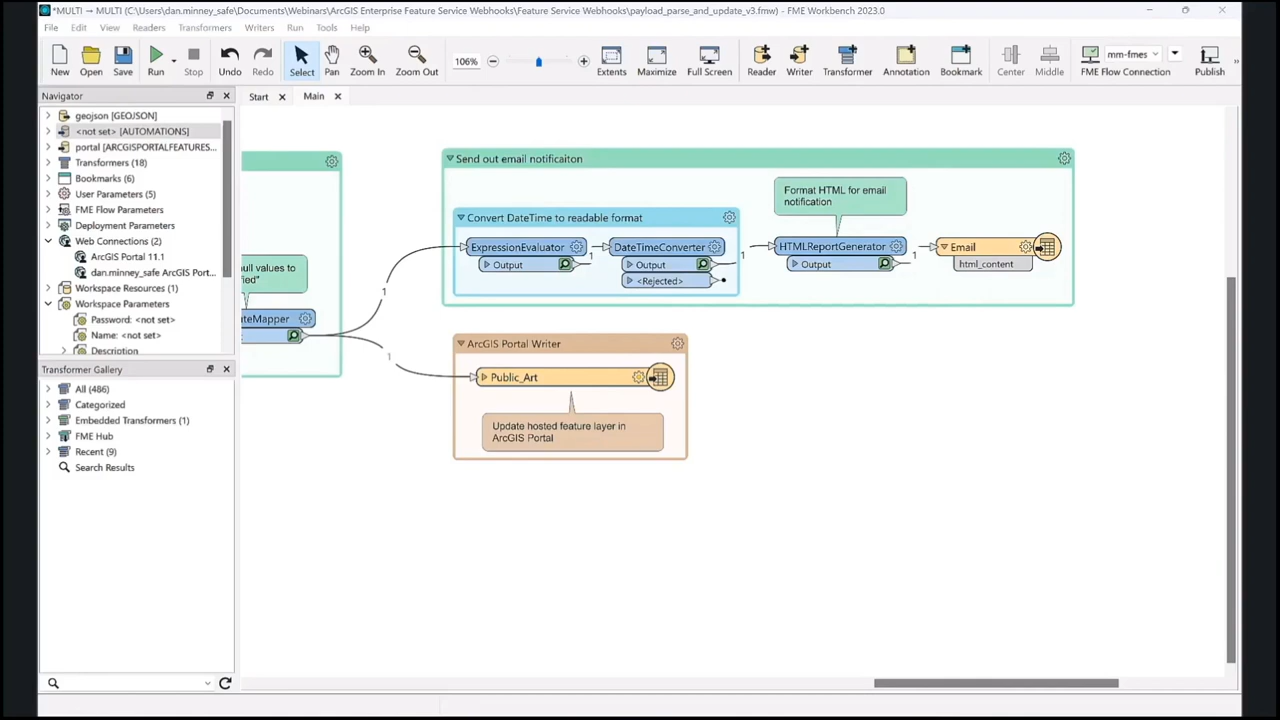 *MULTI → MULTI (C:\Users\dan.minney_safe\Documents\Webinars\ArcGIS Enterprise Feature Service Webhooks\Feature Service Webhooks\payload_parse_and_update_v3.fmw) - FME Workbench 2023.0
File Edit View Readers Transformers Writers Run Tools Help
New Open Save Run Stop Undo Redo Select Pan Zoom In Zoom Out 106% Extents Maximize Full Screen Reader Writer Transformer Annotation Bookmark Center Middle mm-fmes FME Flow Connection Publish »
Navigator
Start Main
geojson [GEOJSON]
<not set> [AUTOMATIONS]
portal [ARCGISPORTALFEATURES...
Transformers (18)
Bookmarks (6)
User Parameters (5)
FME Flow Parameters
Deployment Parameters
Web Connections (2)
ArcGIS Portal 11.1
dan.minney_safe ArcGIS Port...
Workspace Resources (1)
Workspace Parameters
Password: <not set>
Name: <not set>
Description
Transformer Gallery
All (486)
Categorized
Embedded Transformers (1)
FME Hub
Recent (9)
Search Results
null values to
fied"
uteMapper
1
1
Send out email notificaiton
Convert DateTime to readable format
ExpressionEvaluator
Output
1
DateTimeConverter
Output
<Rejected>
1
Format HTML for email
notification
HTMLReportGenerator
Output
1
Email
html_content
ArcGIS Portal Writer
Public_Art
Update hosted feature layer in
ArcGIS Portal